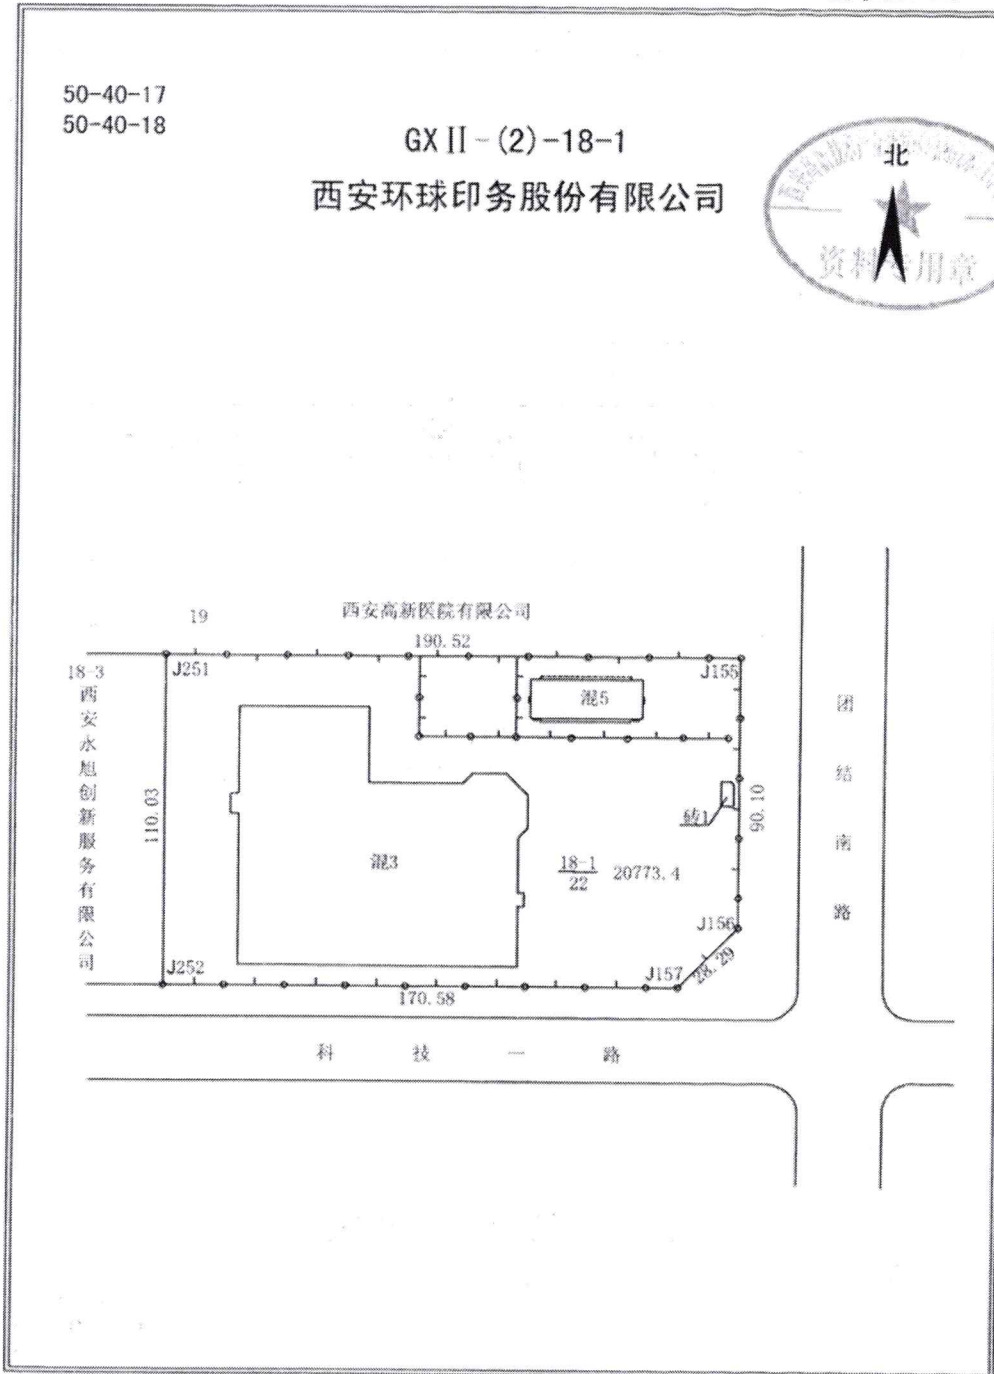 50-40-17
50-40-18
GXⅡ-(2)-18-1
西安环球印务股份有限公司
北
资料专用章
19
西安高新医院有限公司
190.52
18-3
J251
J155
西安永旭创新服务有限公司
混5
团结南路
110.03
砖1
90.10
混3
18-1
22
20773.4
J156
J252
J157
28.29
170.58
科技一路